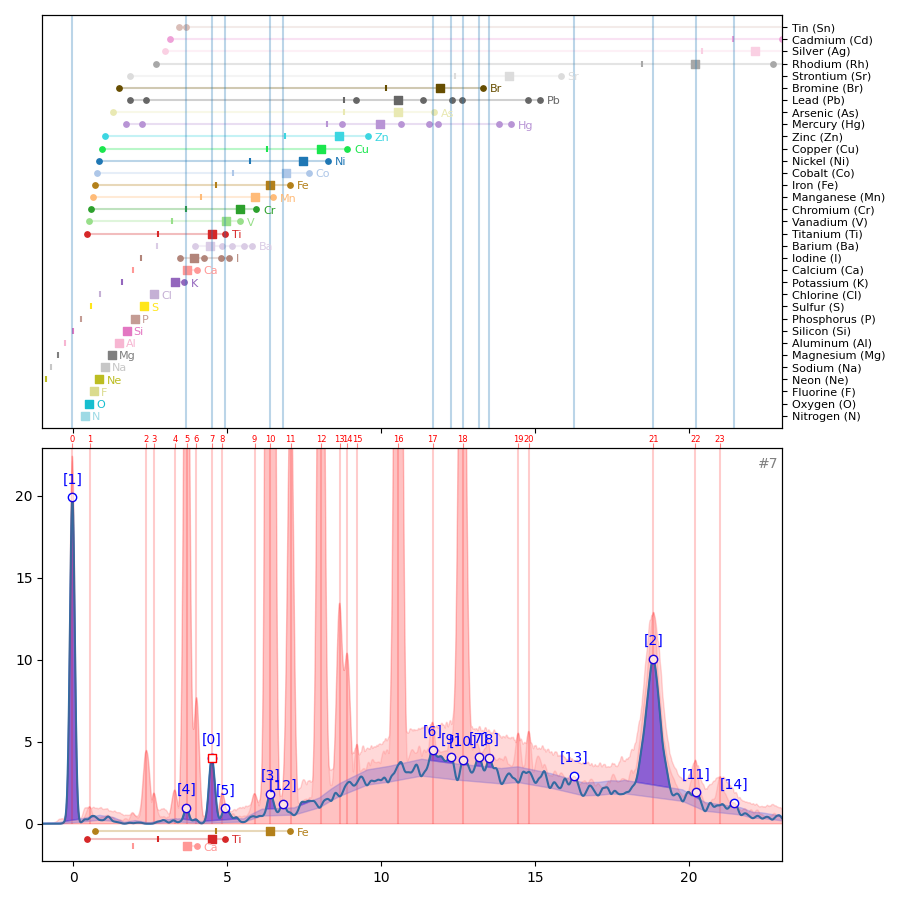 Tin (Sn)
Cadmium (Cd)
Silver (Ag)
Rhodium (Rh)
Sr Strontium (Sr)
Br Bromine (Br)
Pb Lead (Pb)
As Arsenic (As)
Hg Mercury (Hg)
Zn Zinc (Zn)
Cu Copper (Cu)
Ni Nickel (Ni)
Co Cobalt (Co)
Fe Iron (Fe)
Mn Manganese (Mn)
Cr Chromium (Cr)
V Vanadium (V)
Ti Titanium (Ti)
Ba Barium (Ba)
I Iodine (I)
Ca Calcium (Ca)
K Potassium (K)
Cl Chlorine (Cl)
S Sulfur (S)
P Phosphorus (P)
Si Silicon (Si)
Al Aluminum (Al)
Mg Magnesium (Mg)
Na Sodium (Na)
Ne Neon (Ne)
F Fluorine (F)
O Oxygen (O)
N Nitrogen (N)
0 1 2 3 4 5 6 7 8 9 10 11 12 13 14 15 16 17 18 19 20 21 22 23
#7
[1]
20
15
10
[2]
5
[0]
[6] [9] [10] [7] [8]
[3] [12] [13]
[4] [5] [11] [14]
0
Fe
Ti
Ca
0 5 10 15 20